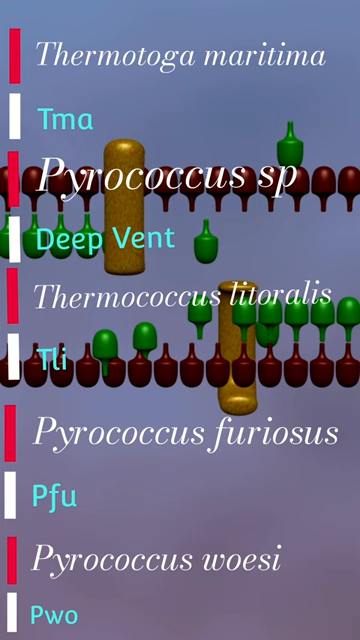 Thermotoga maritima
Tma
Pyrococcus sp
Deep Vent
Thermococcus litoralis
Tli
Pyrococcus furiosus
Pfu
Pyrococcus woesi
Pwo